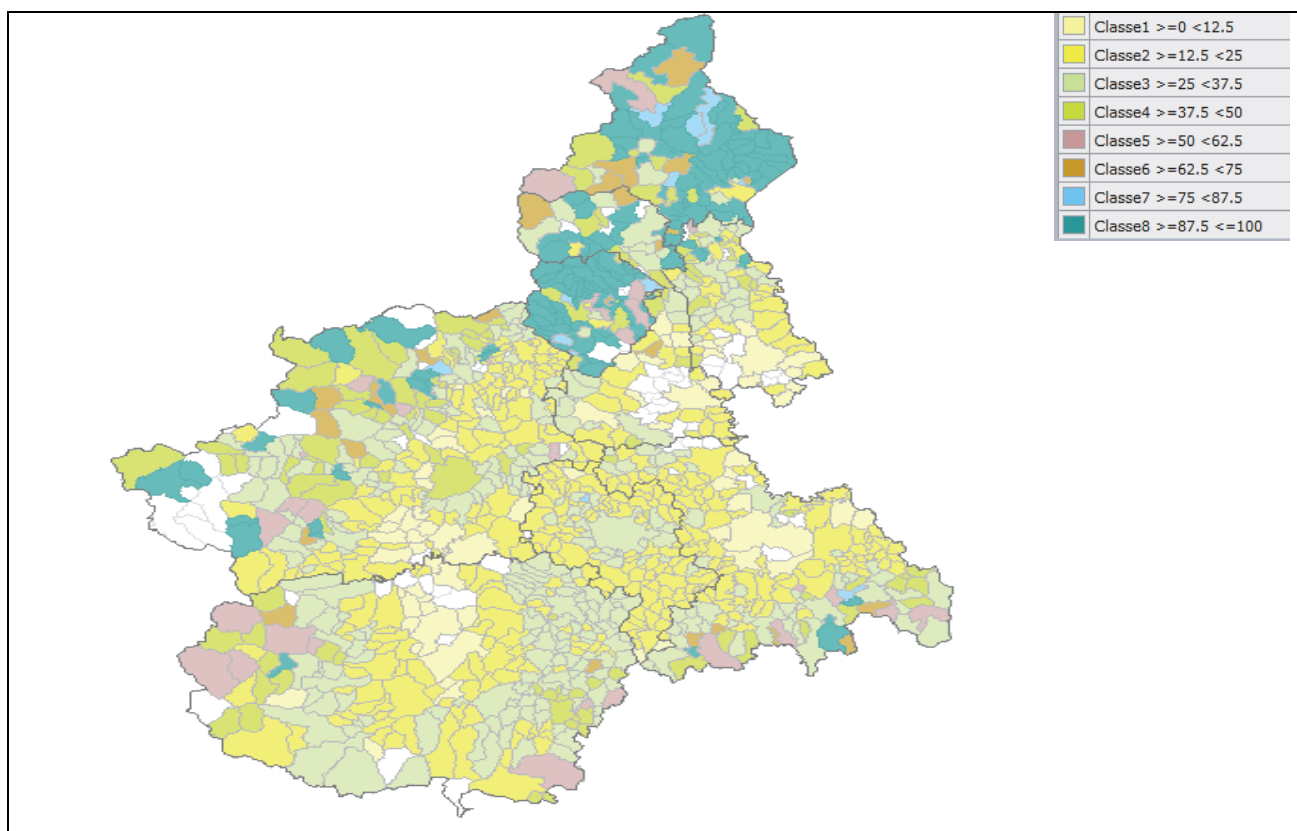 Classe1 >=0 <12.5
Classe2 >=12.5 <25
Classe3 >=25 <37.5
Classe4 >=37.5 <50
Classe5 >=50 <62.5
Classe6 >=62.5 <75
Classe7 >=75 <87.5
Classe8 >=87.5 <=100